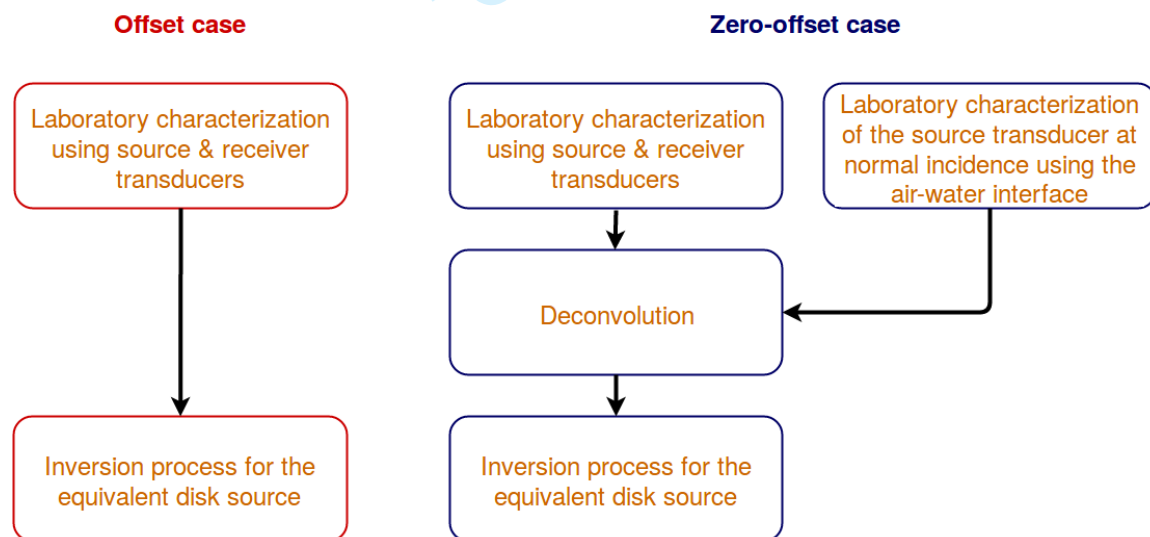 Offset case
Zero-offset case
Laboratory characterization
using source & receiver
transducers
Laboratory characterization
using source & receiver
transducers
Laboratory characterization
of the source transducer at
normal incidence using the
air-water interface
Deconvolution
Inversion process for the
equivalent disk source
Inversion process for the
equivalent disk source